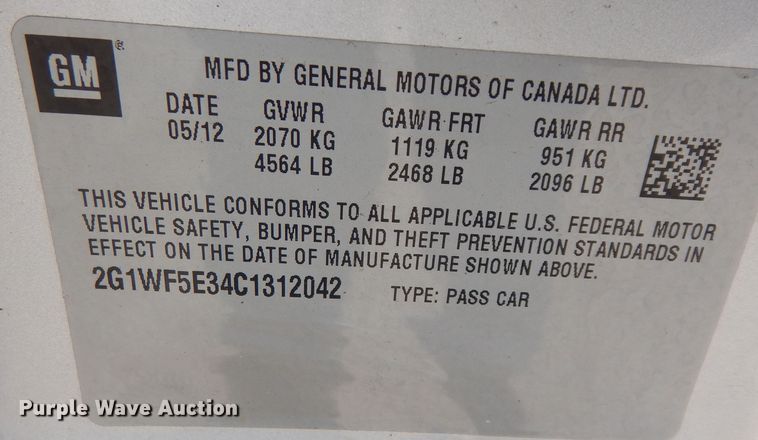 GM®
MFD BY GENERAL MOTORS OF CANADA LTD.
DATE GVWR GAWR FRT GAWR RR
05/12 2070 KG 1119 KG 951 KG
4564 LB 2468 LB 2096 LB
THIS VEHICLE CONFORMS TO ALL APPLICABLE U.S. FEDERAL MOTOR
VEHICLE SAFETY, BUMPER, AND THEFT PREVENTION STANDARDS IN
EFFECT ON THE DATE OF MANUFACTURE SHOWN ABOVE.
2G1WF5E34C1312042 TYPE: PASS CAR
Purple Wave Auction